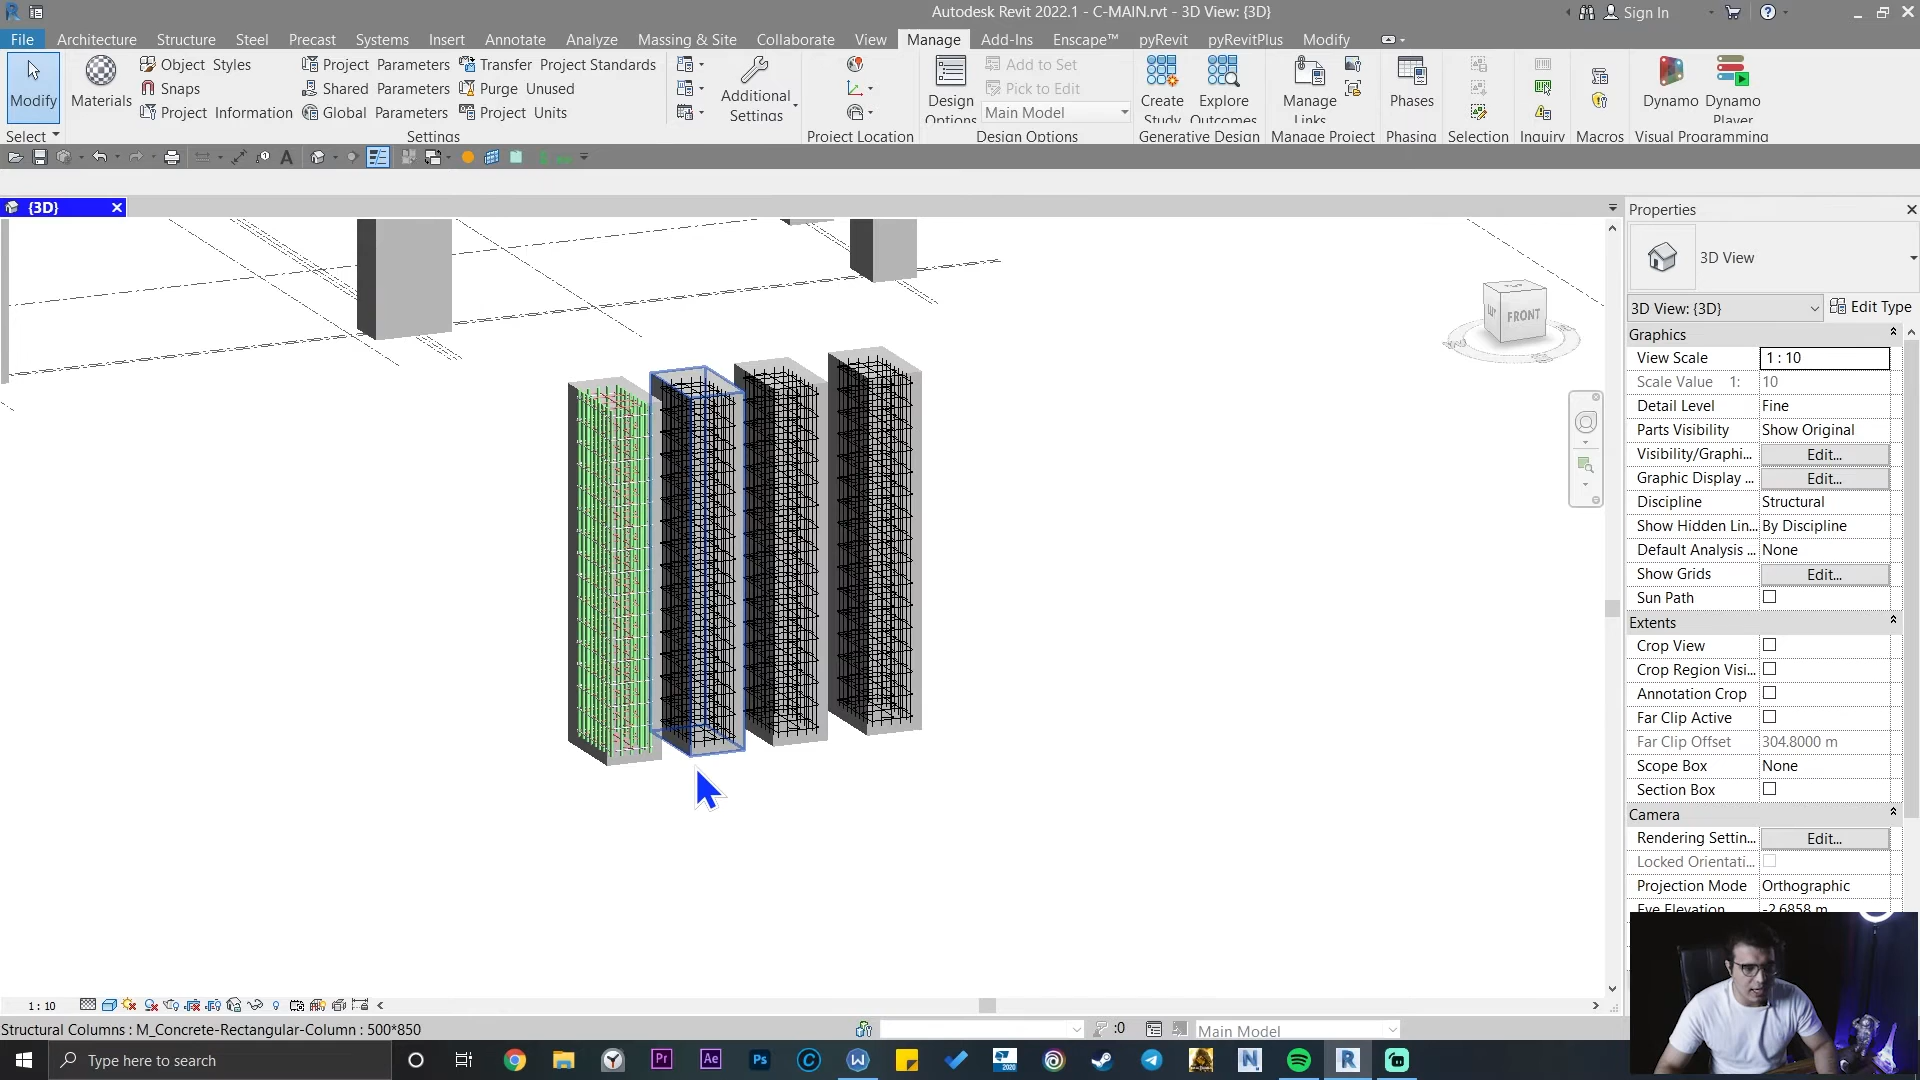 Autodesk Revit 2022.1 - C-MAIN.rvt - 3D View: {3D}
Sign In
File Architecture Structure Steel Precast Systems Insert Annotate Analyze Massing & Site Collaborate View Manage Add-Ins Enscape™ pyRevit pyRevitPlus Modify
Modify
Materials
Object Styles
Snaps
Project Information
Project Parameters
Shared Parameters
Global Parameters
Transfer Project Standards
Purge Unused
Project Units
Additional
Settings
Design
Options
Add to Set
Pick to Edit
Main Model
Create
Study
Explore
Outcomes
Manage
Links
Phases
Dynamo
Dynamo
Player
Select
Settings
Project Location
Design Options
Generative Design
Manage Project
Phasing
Selection
Inquiry
Macros
Visual Programming
{3D}
FRONT
Properties
3D View
3D View: {3D}
Edit Type
Graphics
View Scale 1 : 10
Scale Value 1: 10
Detail Level Fine
Parts Visibility Show Original
Visibility/Graphi... Edit...
Graphic Display ... Edit...
Discipline Structural
Show Hidden Lin... By Discipline
Default Analysis ... None
Show Grids Edit...
Sun Path
Extents
Crop View
Crop Region Visi...
Annotation Crop
Far Clip Active
Far Clip Offset 304.8000 m
Scope Box None
Section Box
Camera
Rendering Settin... Edit...
Locked Orientati...
Projection Mode Orthographic
Eye Elevation -2.6858 m
1 : 10
Structural Columns : M_Concrete-Rectangular-Column : 500*850
:0
Main Model
Type here to search
Pr
Ae
Ps
2020
N
R